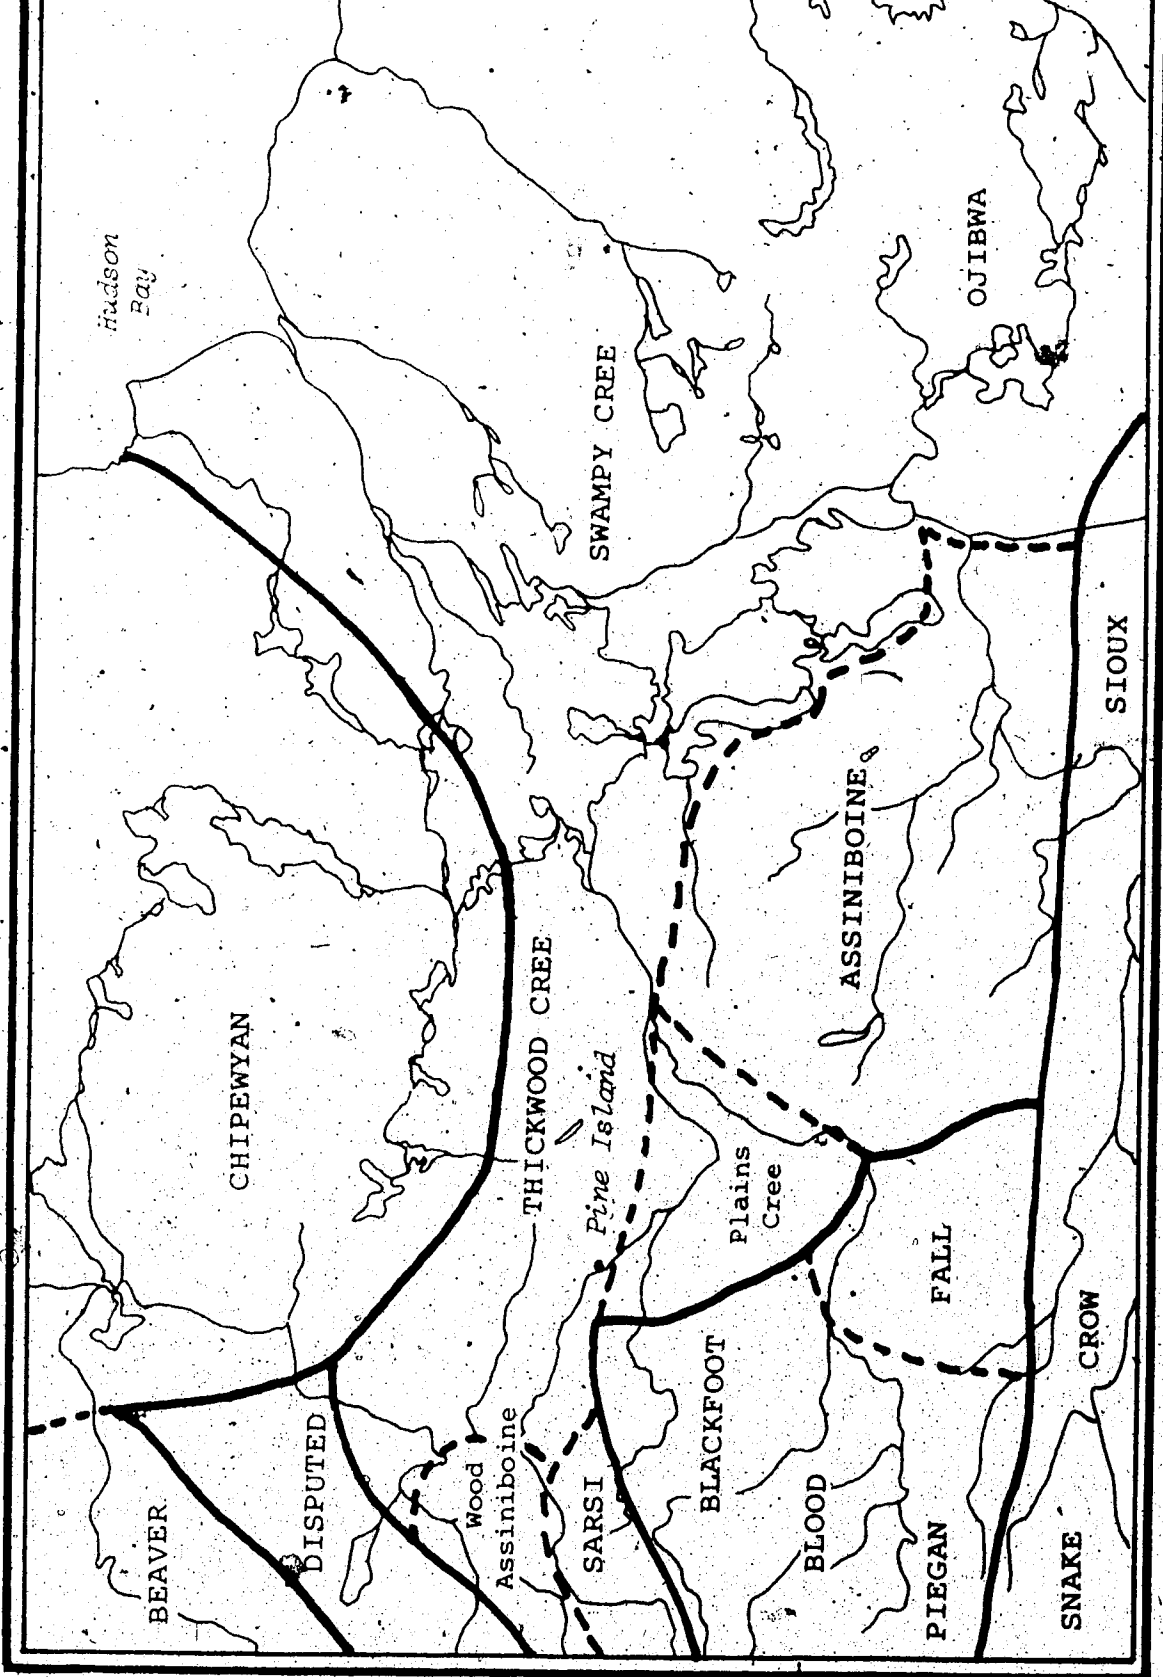 Hudson
Bay
CHIPEWYAN
BEAVER
DISPUTED
SWAMPY CREE
THICKWOOD CREE
Pine Island
Wood
Assiniboine
SARSI
Plains
Cree
BLACKFOOT
BLOOD
ASSINIBOINE
OJIBWA
PIEGAN
FALL
SNAKE
CROW
SIOUX